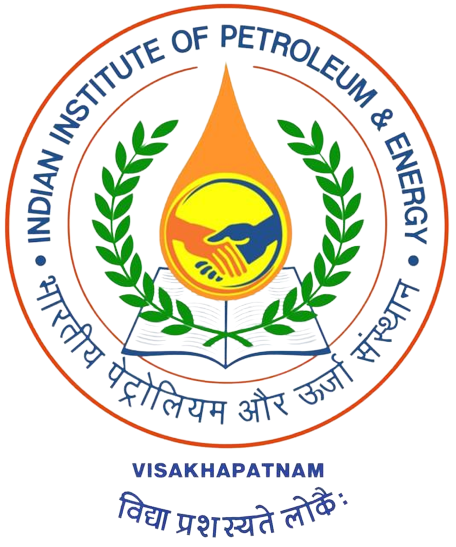 INDIAN INSTITUTE OF PETROLEUM & ENERGY
भारतीय पेट्रोलियम और ऊर्जा संस्थान
VISAKHAPATNAM
विद्या प्रशस्यते लोकैः